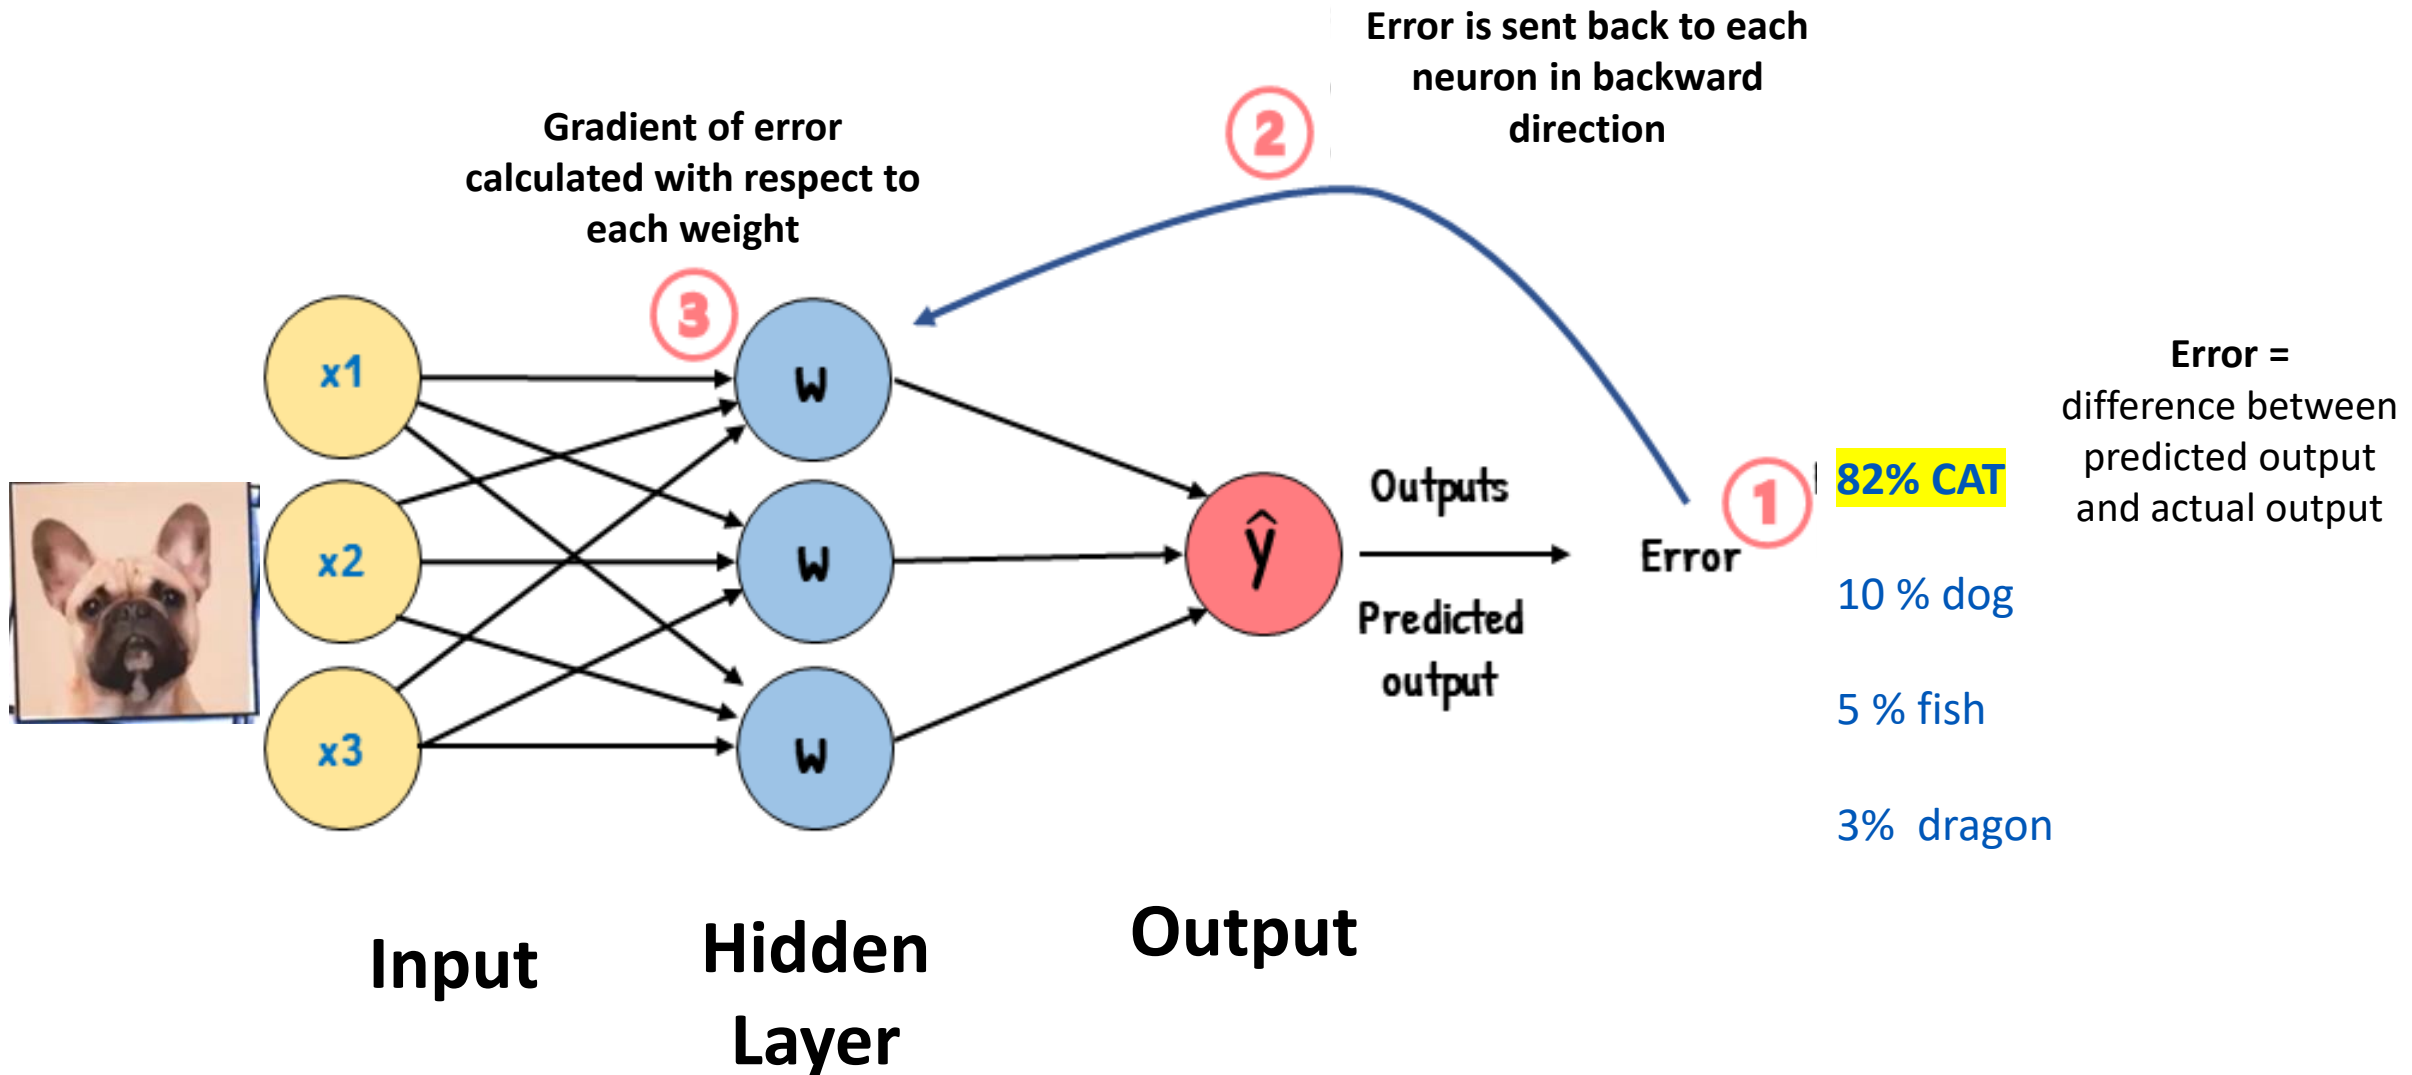 Error is sent back to each
neuron in backward
direction
2
Gradient of error
calculated with respect to
each weight
3
x1
x2
x3
W
W
W
ŷ
Outputs
Predicted
output
Error
1
82% CAT
10 % dog
5 % fish
3% dragon
Error =
difference between
predicted output
and actual output
Input
Hidden
Layer
Output